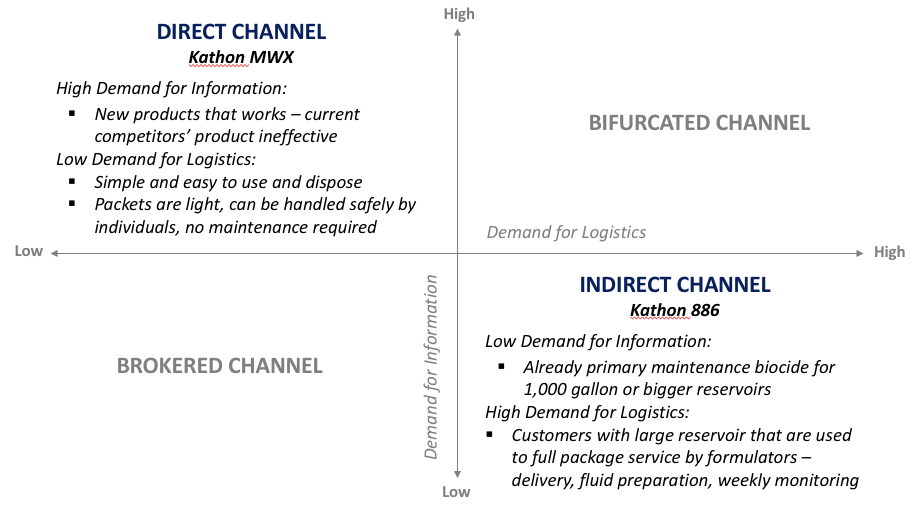 High
DIRECT CHANNEL
Kathon MWX
High Demand for Information:
▪ New products that works – current
competitors’ product ineffective
Low Demand for Logistics:
▪ Simple and easy to use and dispose
▪ Packets are light, can be handled safely by
individuals, no maintenance required
BIFURCATED CHANNEL
Demand for Logistics
Low
High
BROKERED CHANNEL
Demand for Information
INDIRECT CHANNEL
Kathon 886
Low Demand for Information:
▪ Already primary maintenance biocide for
1,000 gallon or bigger reservoirs
High Demand for Logistics:
▪ Customers with large reservoir that are used
to full package service by formulators –
delivery, fluid preparation, weekly monitoring
Low